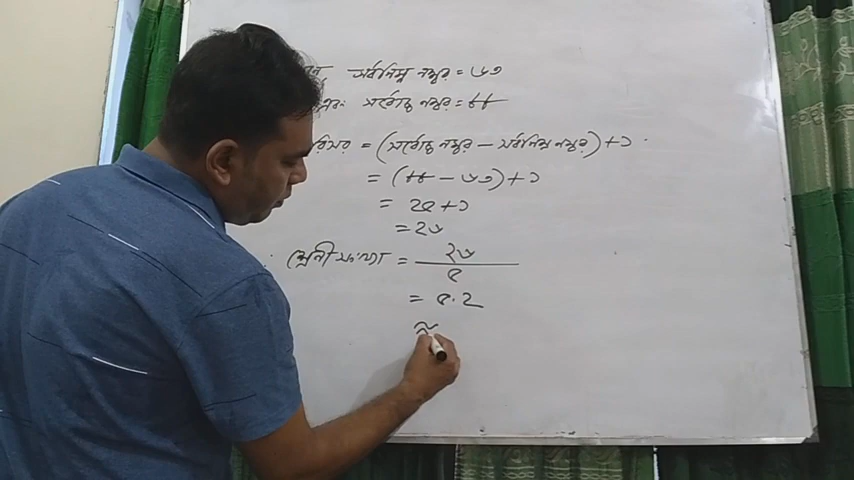 সর্বনিম্ন নম্বর = ৬৩
সর্বোচ্চ নম্বর = ৮৮
= (সর্বোচ্চ নম্বর − সর্বনিম্ন নম্বর) + ১
= (৮৮ − ৬৩) + ১
= ২৫ + ১
= ২৬
শ্রেণী সংখ্যা = ২৬
৫
= ৫.২
≈